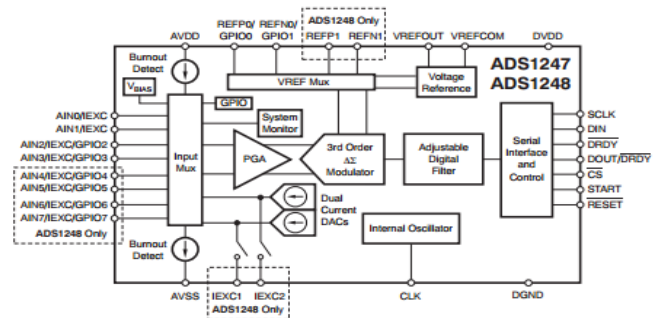 REFP0/ REFN0/ ADS1248 Only
AVDD GPIO0 GPIO1 REFP1 REFN1 VREFOUT VREFCOM DVDD
Burnout
Detect
VBIAS
GPIO
VREF Mux
Voltage
Reference
ADS1247
ADS1248
AIN0/IEXC
AIN1/IEXC
AIN2/IEXC/GPIO2
AIN3/IEXC/GPIO3
AIN4/IEXC/GPIO4
AIN5/IEXC/GPIO5
AIN6/IEXC/GPIO6
AIN7/IEXC/GPIO7
ADS1248 Only
Input
Mux
System
Monitor
PGA
3rd Order
ΔΣ
Modulator
Adjustable
Digital
Filter
Serial
Interface
and
Control
SCLK
DIN
DRDY
DOUT/DRDY
CS
START
RESET
Dual
Current
DACs
Internal Oscillator
Burnout
Detect
AVSS IEXC1 IEXC2 CLK DGND
ADS1248 Only